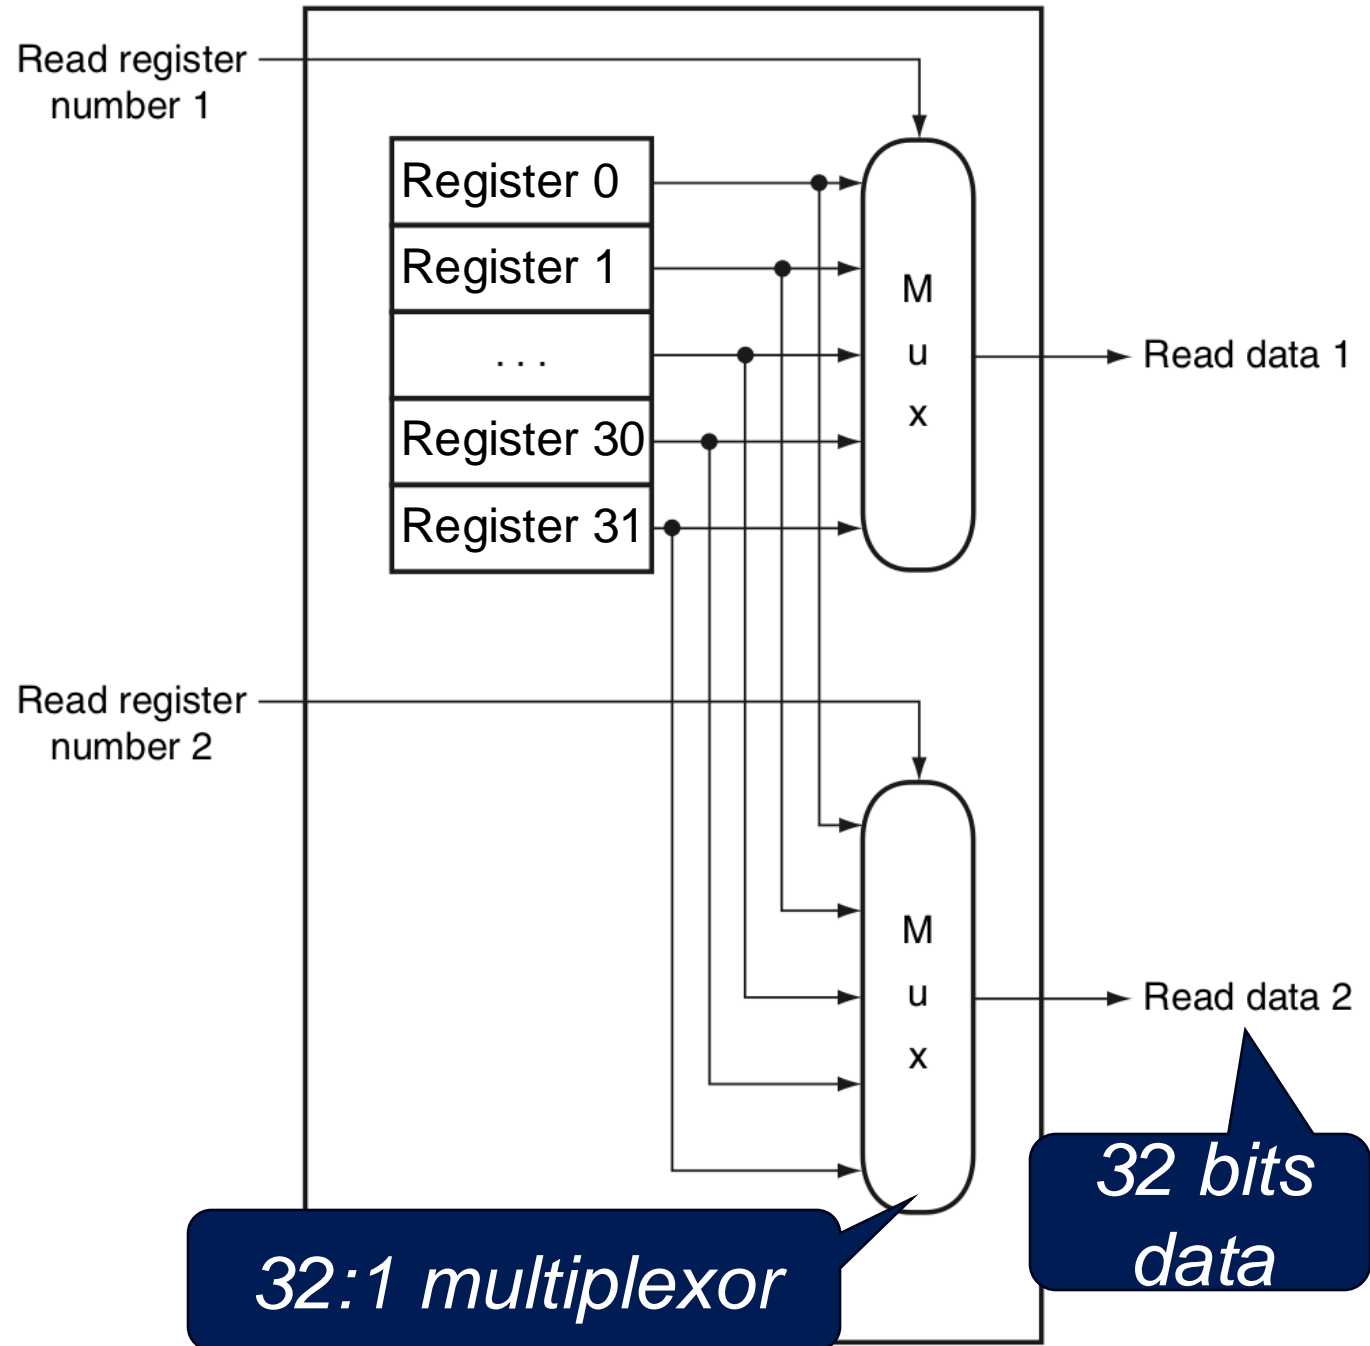 Read register
number 1
Register 0
Register 1
. . .
Register 30
Register 31
M
u
x
Read data 1
Read register
number 2
M
u
x
Read data 2
32 bits
data
32:1 multiplexor